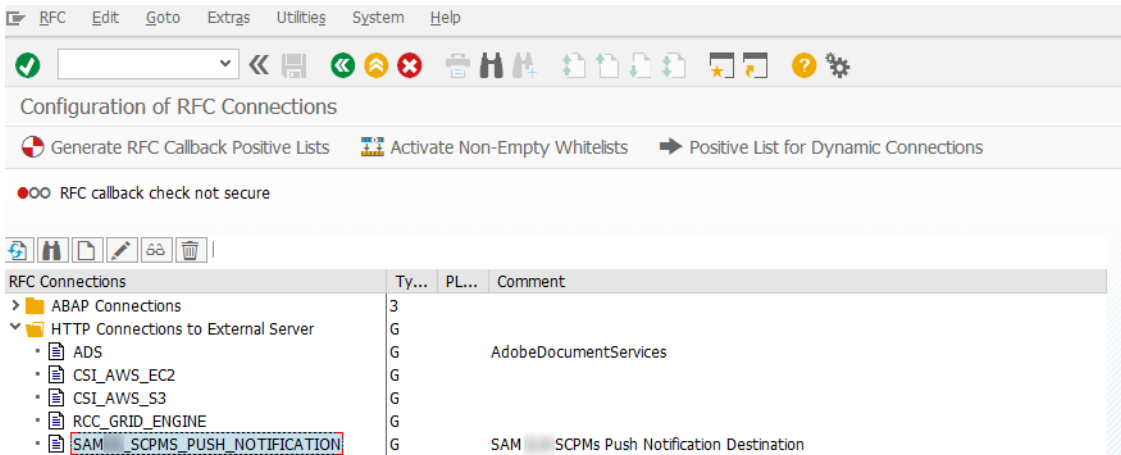 RFC Edit Goto Extras Utilities System Help
Configuration of RFC Connections
Generate RFC Callback Positive Lists Activate Non-Empty Whitelists Positive List for Dynamic Connections
RFC callback check not secure
RFC Connections Ty... PL... Comment
ABAP Connections 3
HTTP Connections to External Server G
ADS G AdobeDocumentServices
CSI_AWS_EC2 G
CSI_AWS_S3 G
RCC_GRID_ENGINE G
SAM _SCPMS_PUSH_NOTIFICATION G SAM SCPMs Push Notification Destination